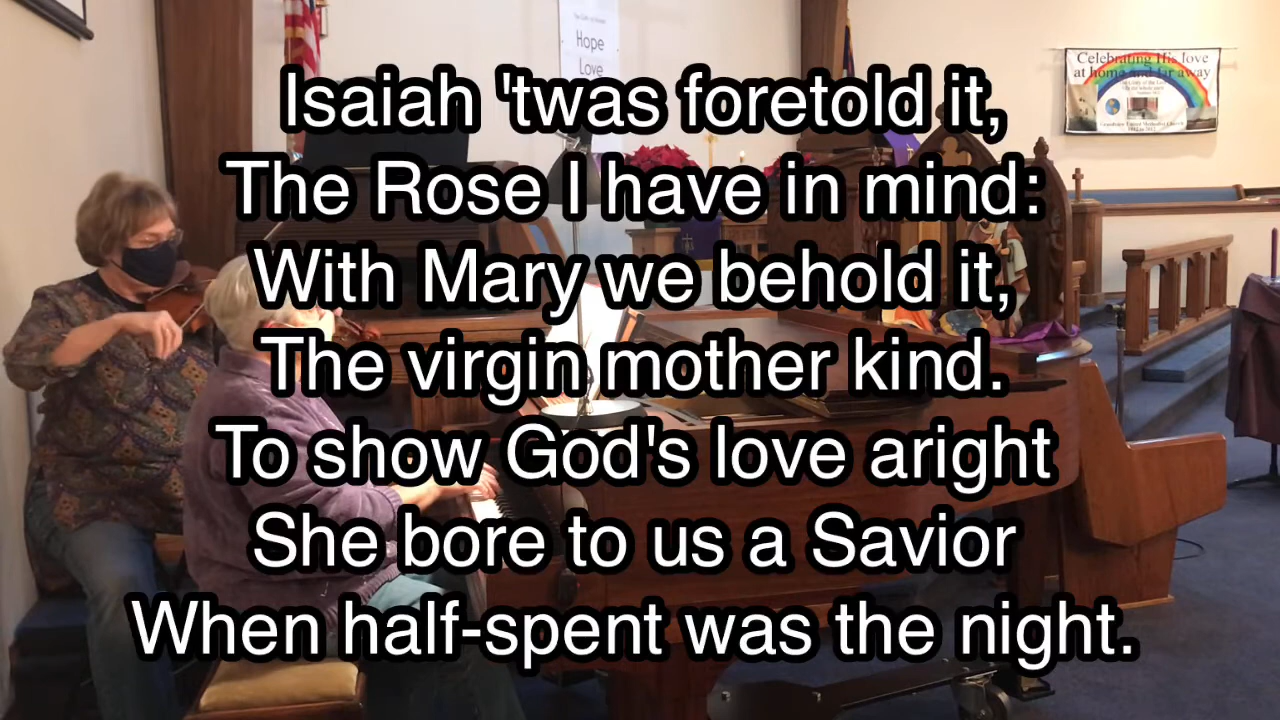 Hope
Love
Celebrating His love
at home and far away
Isaiah 'twas foretold it,
The Rose I have in mind:
With Mary we behold it,
The virgin mother kind.
To show God's love aright
She bore to us a Savior
When half-spent was the night.